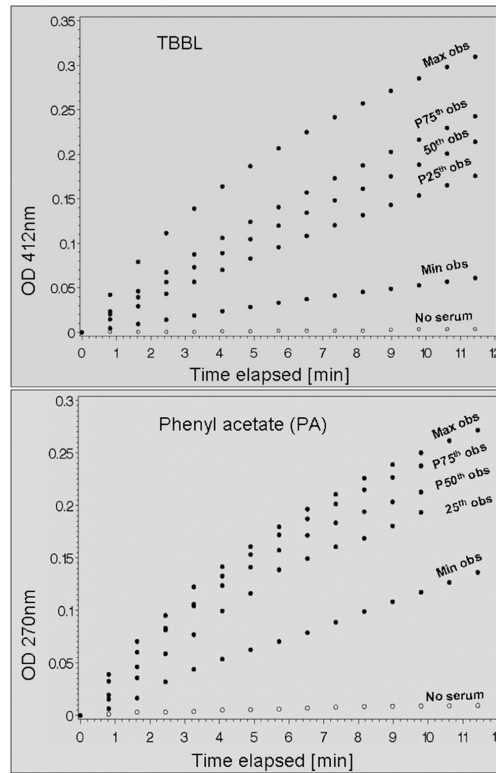 TBBL
OD 412nm
0.35
0.3
0.25
0.2
0.15
0.1
0.05
0
Max obs
P75th obs
50th obs
P25th obs
Min obs
No serum
0 1 2 3 4 5 6 7 8 9 10 11 12
Time elapsed [min]
Phenyl acetate (PA)
OD 270nm
0.3
0.25
0.2
0.15
0.1
0.05
0
Max obs
P75th obs
P50th obs
25th obs
Min obs
No serum
0 1 2 3 4 5 6 7 8 9 10 11
Time elapsed [min]